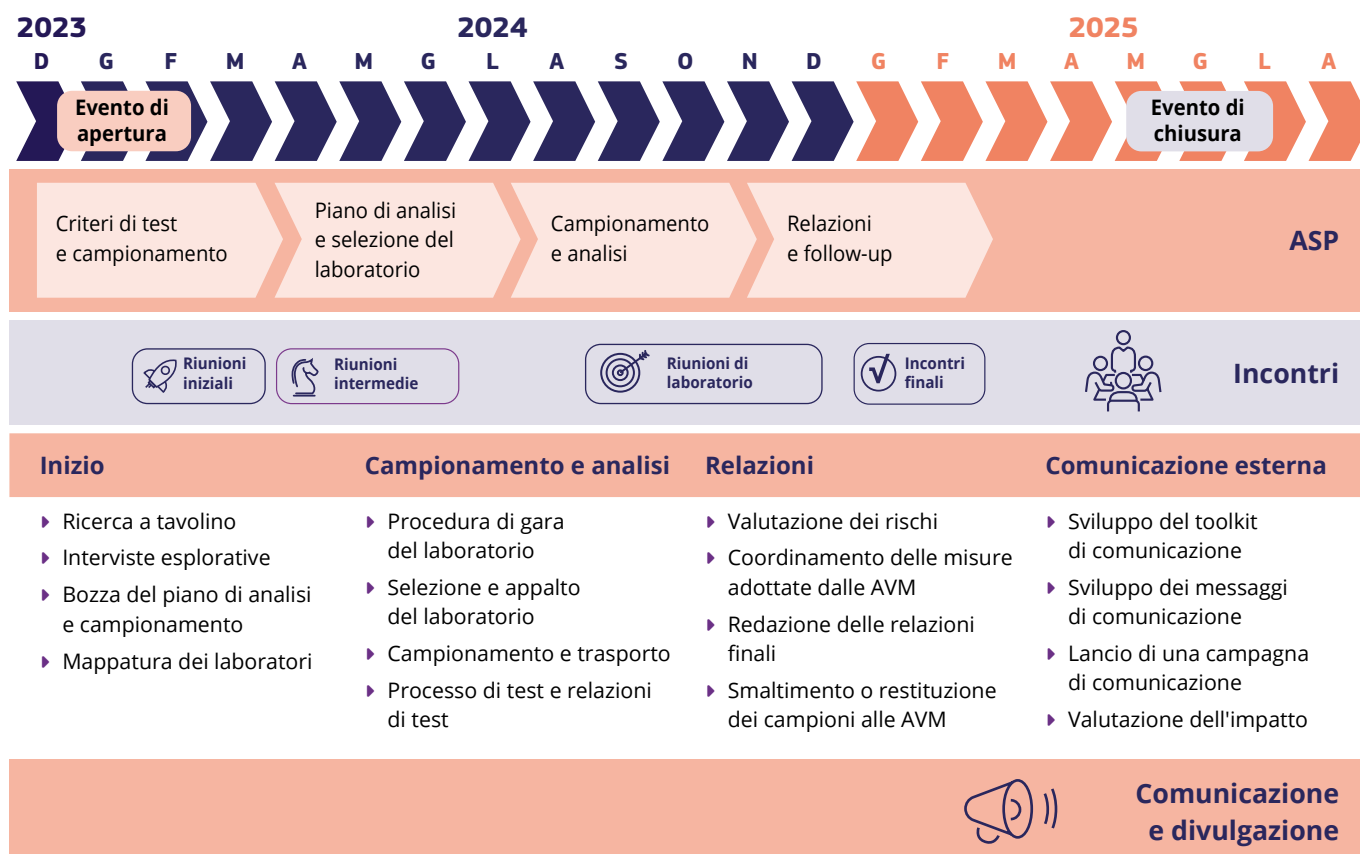 2023
2024
2025
D G F M A M G L A S O N D G F M A M G L A
Evento di
apertura
Evento di
chiusura
Criteri di test
e campionamento
Piano di analisi
e selezione del
laboratorio
Campionamento
e analisi
Relazioni
e follow-up
ASP
Riunioni
iniziali
Riunioni
intermedie
Riunioni di
laboratorio
Incontri
finali
Incontri
Inizio
Ricerca a tavolino
Interviste esplorative
Bozza del piano di analisi
e campionamento
Mappatura dei laboratori
Campionamento e analisi
Procedura di gara
del laboratorio
Selezione e appalto
del laboratorio
Campionamento e trasporto
Processo di test e relazioni
di test
Relazioni
Valutazione dei rischi
Coordinamento delle misure
adottate dalle AVM
Redazione delle relazioni
finali
Smaltimento o restituzione
dei campioni alle AVM
Comunicazione esterna
Sviluppo del toolkit
di comunicazione
Sviluppo dei messaggi
di comunicazione
Lancio di una campagna
di comunicazione
Valutazione dell'impatto
Comunicazione
e divulgazione